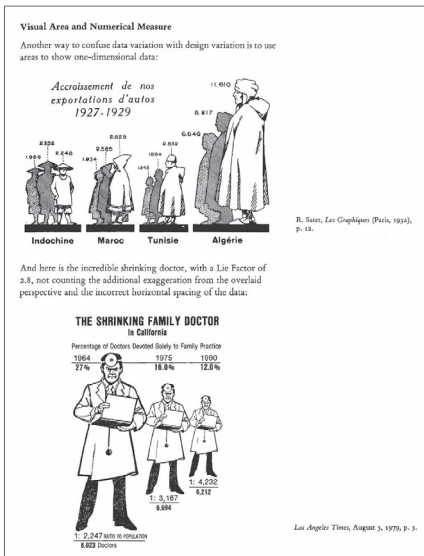 Visual Area and Numerical Measure
Another way to confuse data variation with design variation is to use
areas to show one-dimensional data:
Accroissement de nos
exportations d'autos
1927-1929
11.610
8.817
6.646
2.829
2.585
1.934
2.359
2.248
1.969
2.632
1.894
1.243
Indochine Maroc Tunisie Algérie
R. Satet, Les Graphiques (Paris, 1932),
p. 12.
And here is the incredible shrinking doctor, with a Lie Factor of
2.8, not counting the additional exaggeration from the overlaid
perspective and the incorrect horizontal spacing of the data:
THE SHRINKING FAMILY DOCTOR
In California
Percentage of Doctors Devoted Solely to Family Practice
1964 1975 1990
27% 16.0% 12.0%
1: 4,232
6,212
1: 3,167
6,694
1: 2,247 RATIO TO POPULATION
8,023 Doctors
Los Angeles Times, August 5, 1979, p. 3.